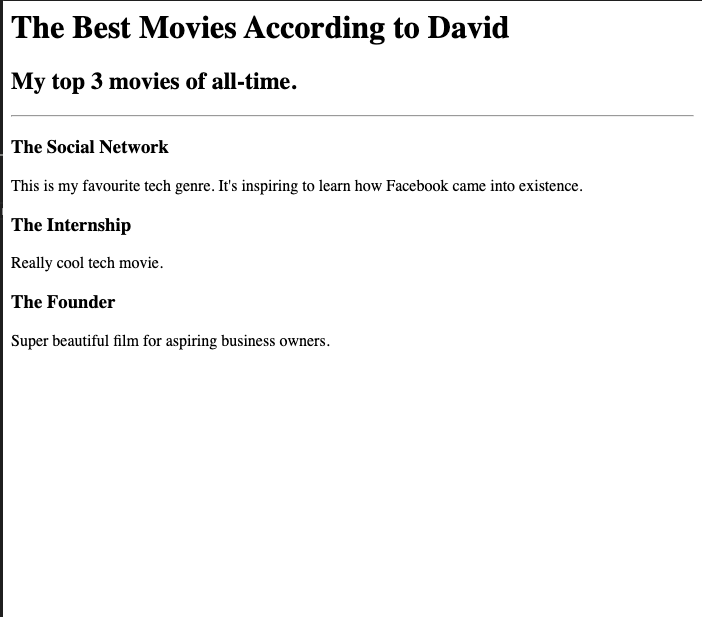 The Best Movies According to David
My top 3 movies of all-time.
The Social Network
This is my favourite tech genre. It's inspiring to learn how Facebook came into existence.
The Internship
Really cool tech movie.
The Founder
Super beautiful film for aspiring business owners.